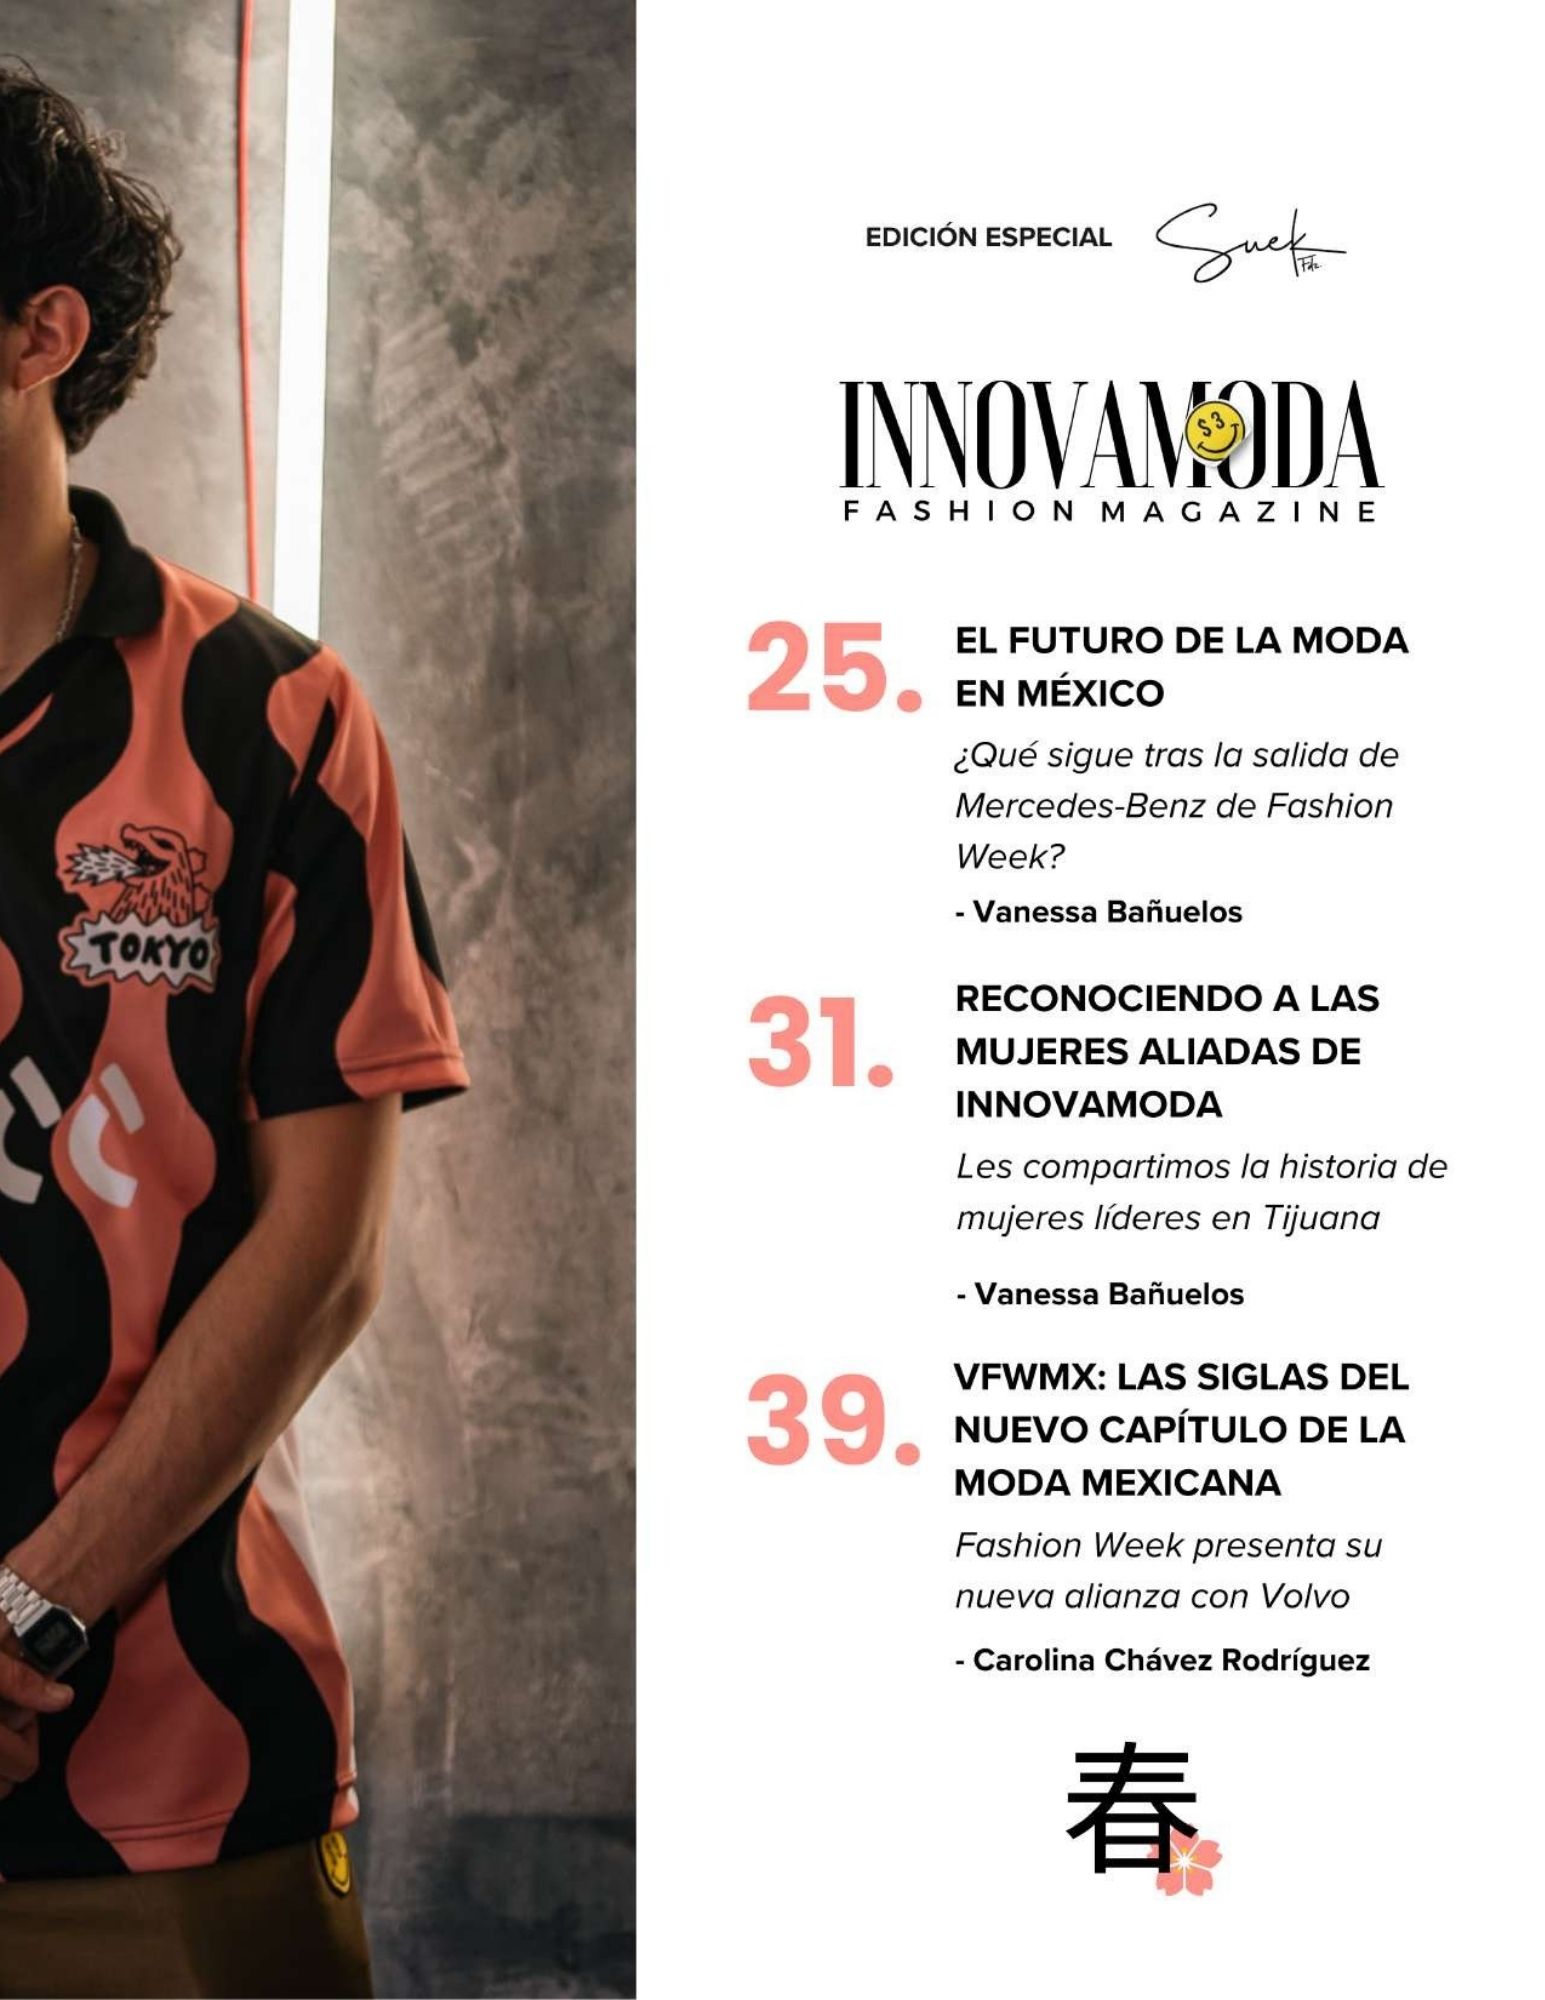 EDICIÓN ESPECIAL
Suek
Fdz.
INNOVAMODA
FASHION MAGAZINE
25.
EL FUTURO DE LA MODA
EN MÉXICO
¿Qué sigue tras la salida de
Mercedes-Benz de Fashion
Week?
- Vanessa Bañuelos
31.
RECONOCIENDO A LAS
MUJERES ALIADAS DE
INNOVAMODA
Les compartimos la historia de
mujeres líderes en Tijuana
- Vanessa Bañuelos
39.
VFWMX: LAS SIGLAS DEL
NUEVO CAPÍTULO DE LA
MODA MEXICANA
Fashion Week presenta su
nueva alianza con Volvo
- Carolina Chávez Rodríguez
春
TOKYO